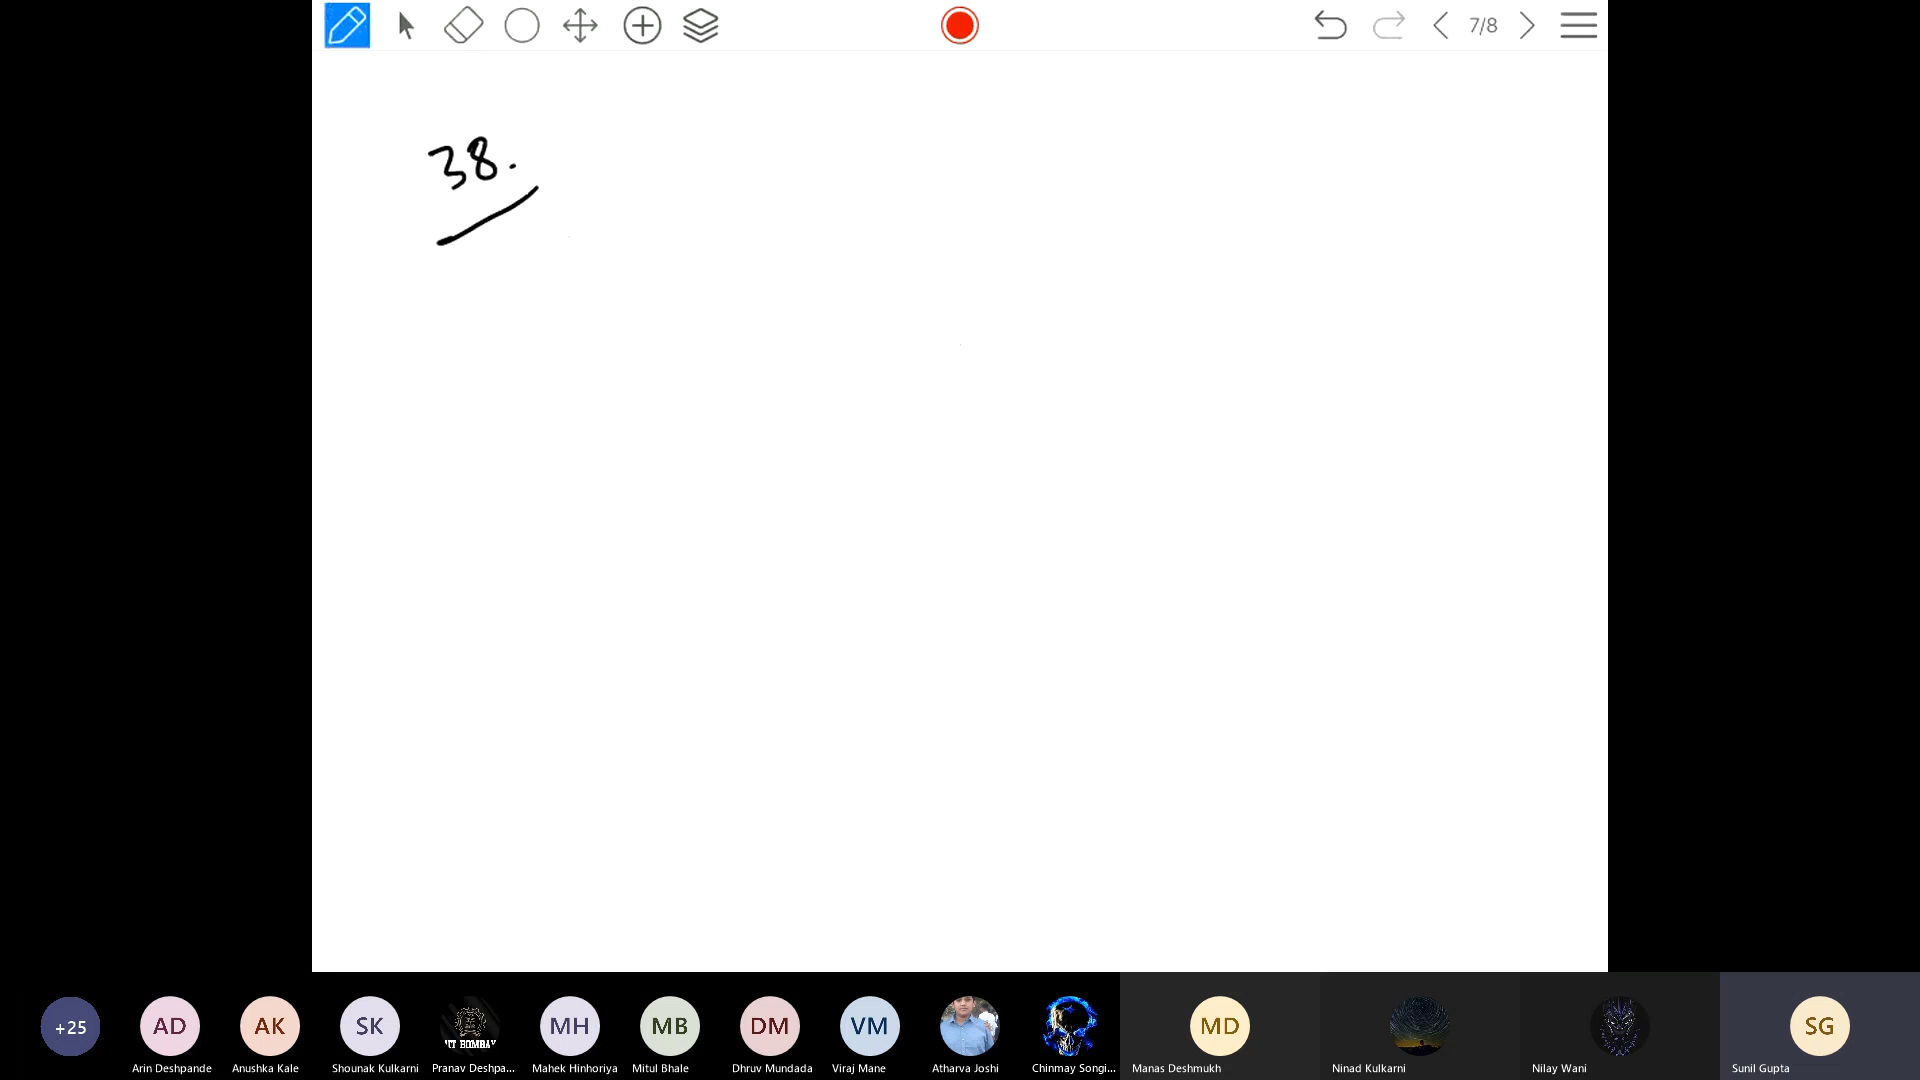 7/8
38.
+25
AD
AK
SK
IIT BOMBAY
MH
MB
DM
VM
MD
SG
Arin Deshpande
Anushka Kale
Shounak Kulkarni
Pranav Deshpa...
Mahek Hinhoriya
Mitul Bhale
Dhruv Mundada
Viraj Mane
Atharva Joshi
Chinmay Songi...
Manas Deshmukh
Ninad Kulkarni
Nilay Wani
Sunil Gupta